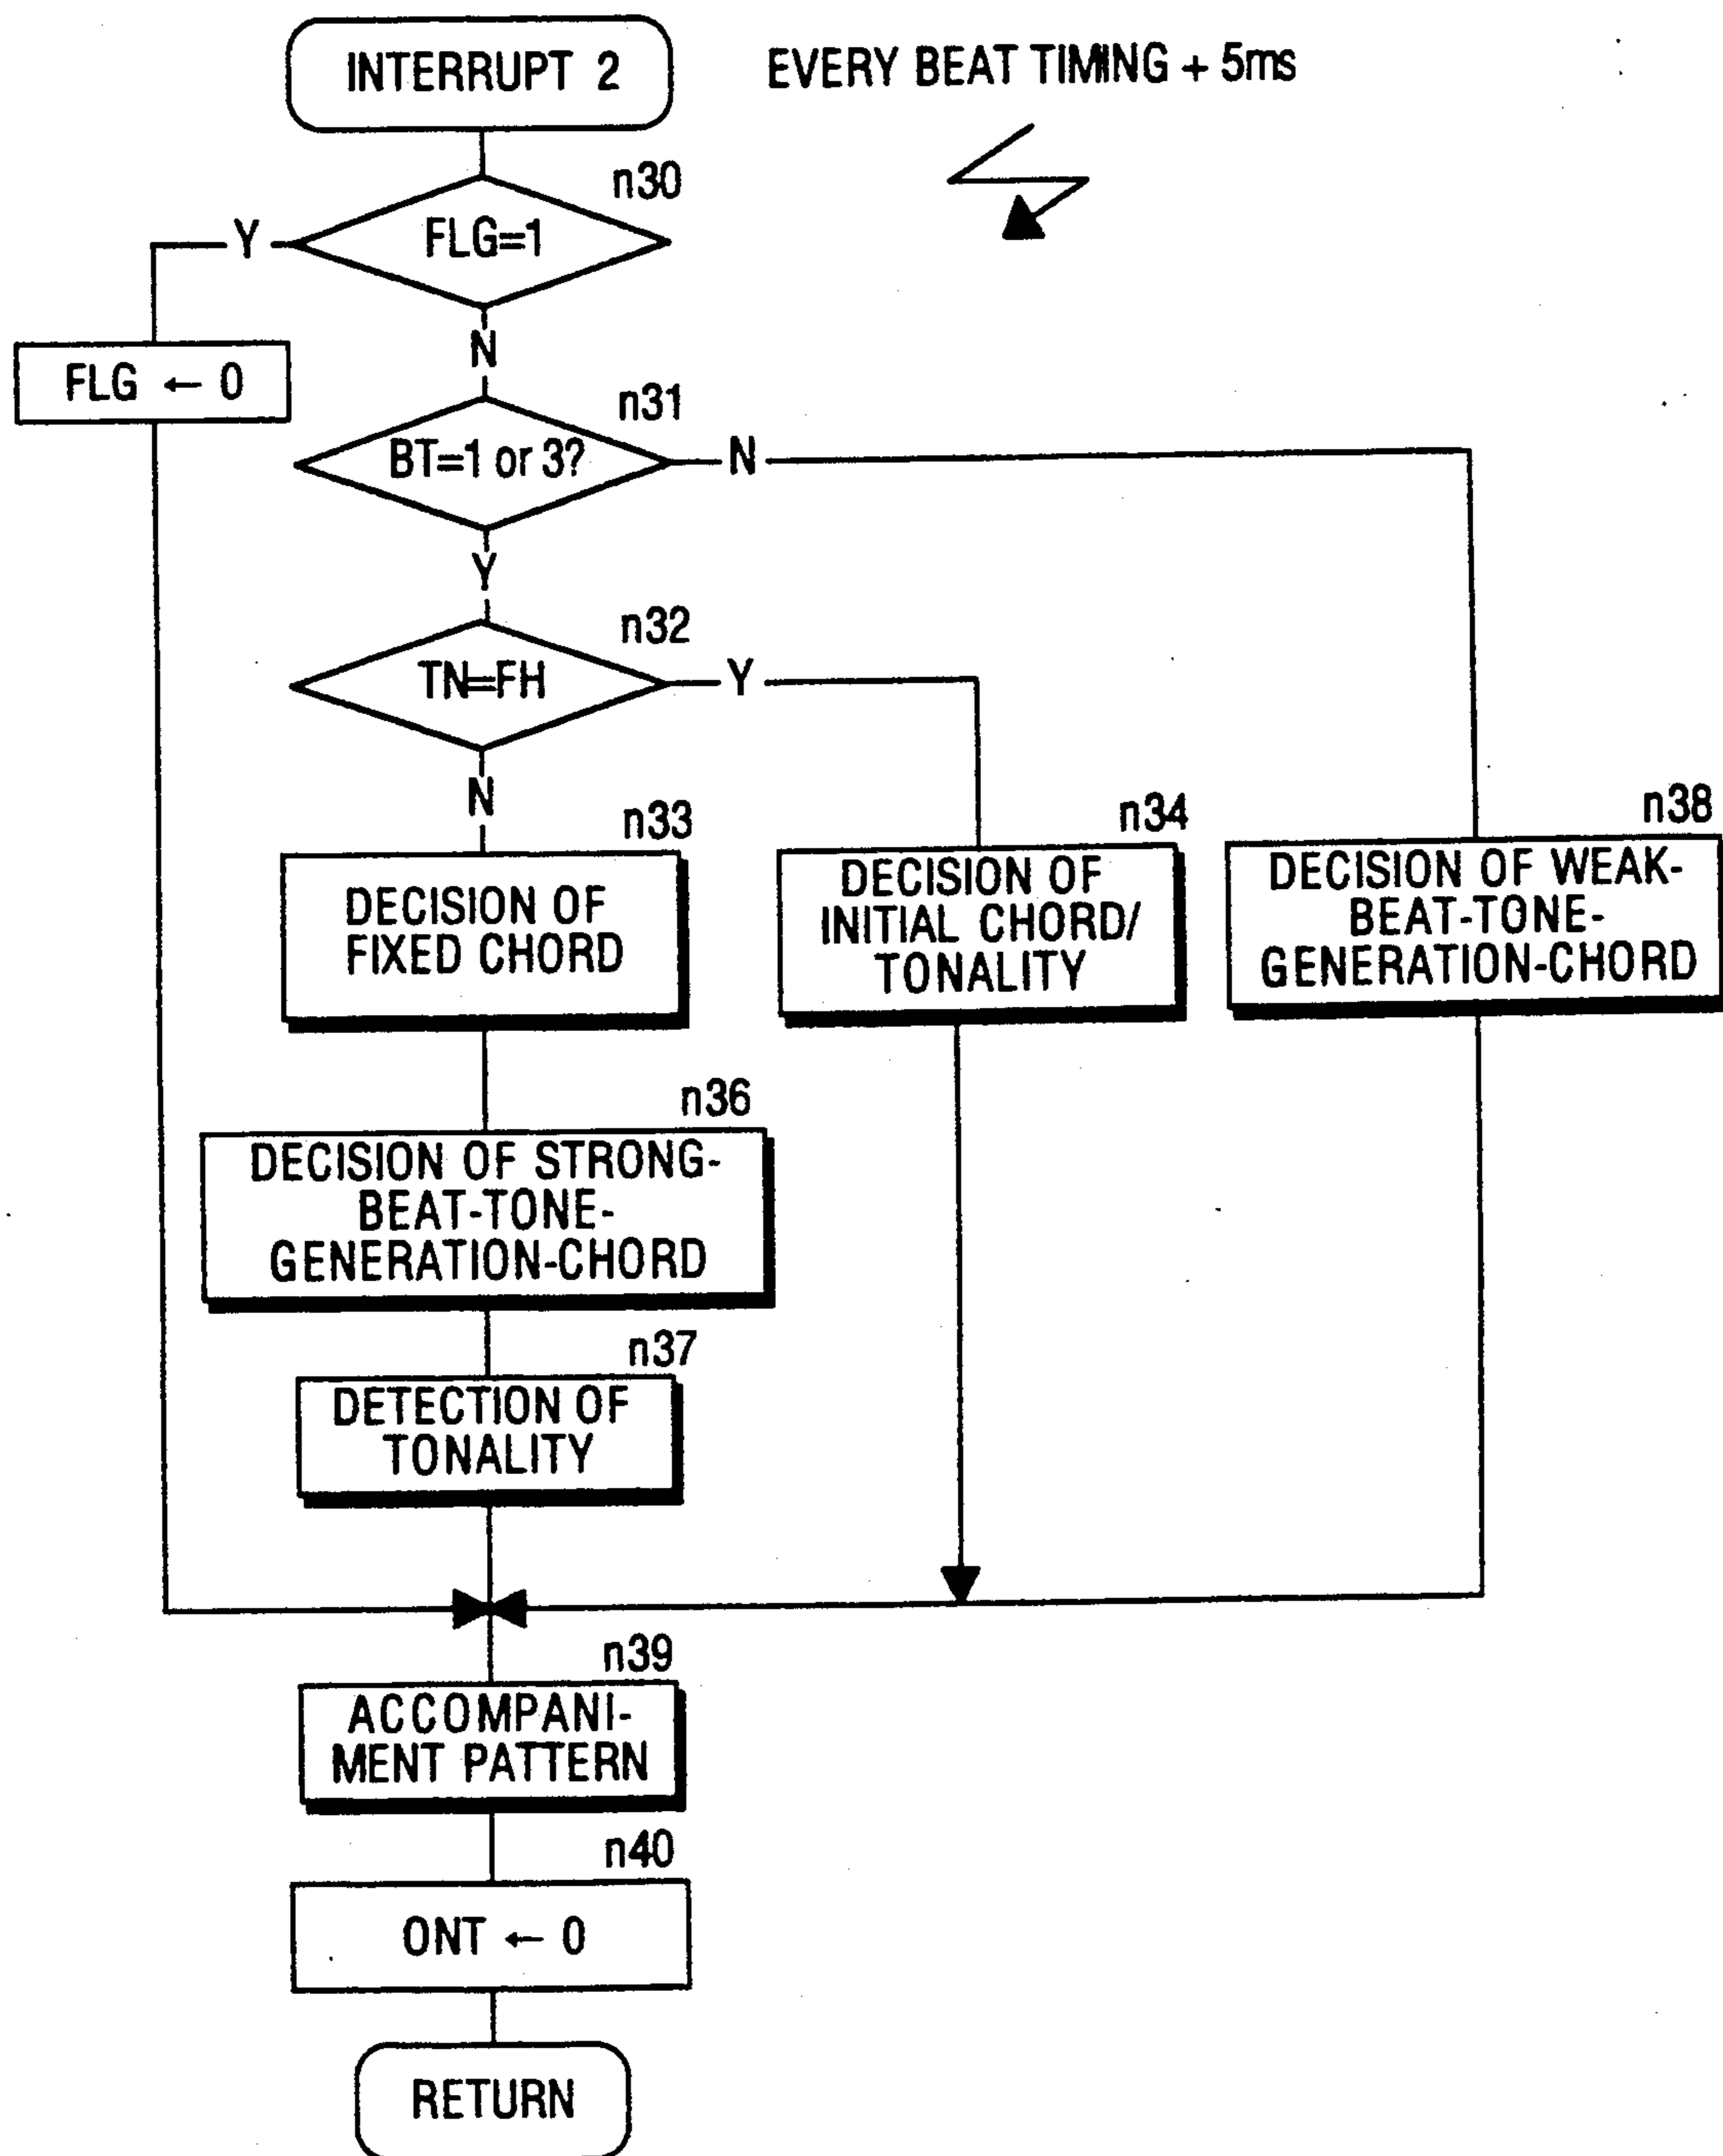 INTERRUPT 2
EVERY BEAT TIMING + 5ms
n30
FLG=1
Y
N
FLG ← 0
n31
BT=1 or 3?
N
Y
n32
TN=FH
Y
N
n33
DECISION OF
FIXED CHORD
n34
DECISION OF
INITIAL CHORD/
TONALITY
n38
DECISION OF WEAK-
BEAT-TONE-
GENERATION-CHORD
n36
DECISION OF STRONG-
BEAT-TONE-
GENERATION-CHORD
n37
DETECTION OF
TONALITY
n39
ACCOMPANI-
MENT PATTERN
n40
ONT ← 0
RETURN